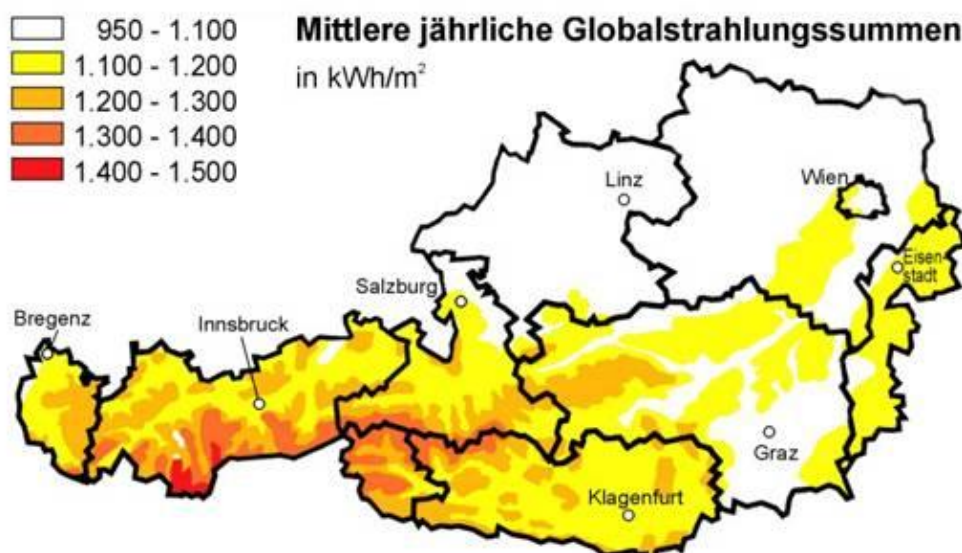 950 - 1.100
1.100 - 1.200
1.200 - 1.300
1.300 - 1.400
1.400 - 1.500
Mittlere jährliche Globalstrahlungssummen
in kWh/m²
Linz
Wien
Eisen-
stadt
Salzburg
Bregenz
Innsbruck
Graz
Klagenfurt